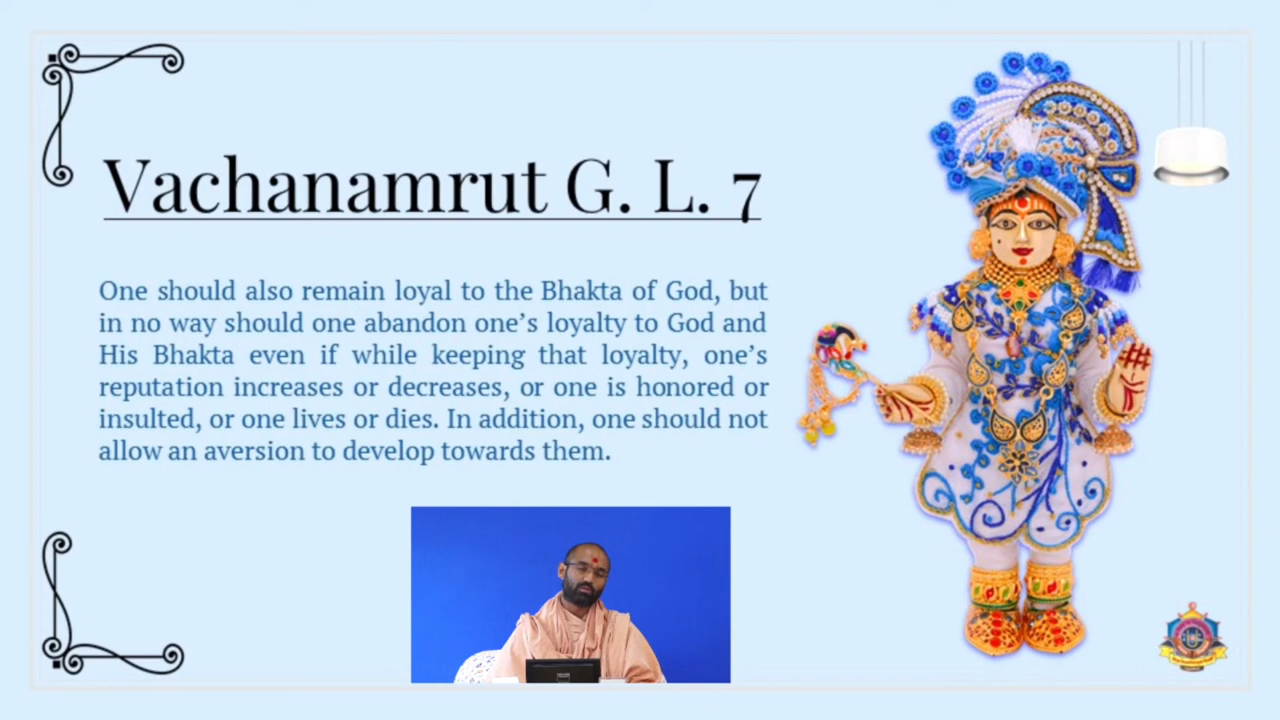 Vachanamrut G. L. 7
One should also remain loyal to the Bhakta of God, but
in no way should one abandon one’s loyalty to God and
His Bhakta even if while keeping that loyalty, one’s
reputation increases or decreases, or one is honored or
insulted, or one lives or dies. In addition, one should not
allow an aversion to develop towards them.